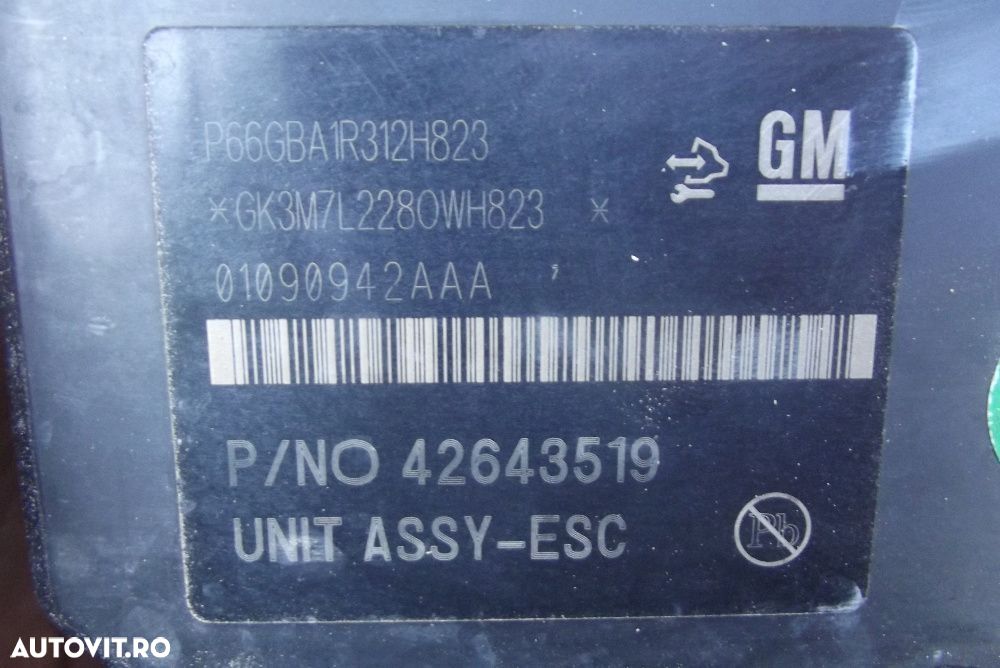 P66GBA1R312H823
GM
*GK3M7L2280WH823 *
01090942AAA
P/NO 42643519
UNIT ASSY-ESC
Pb
AUTOVIT.RO